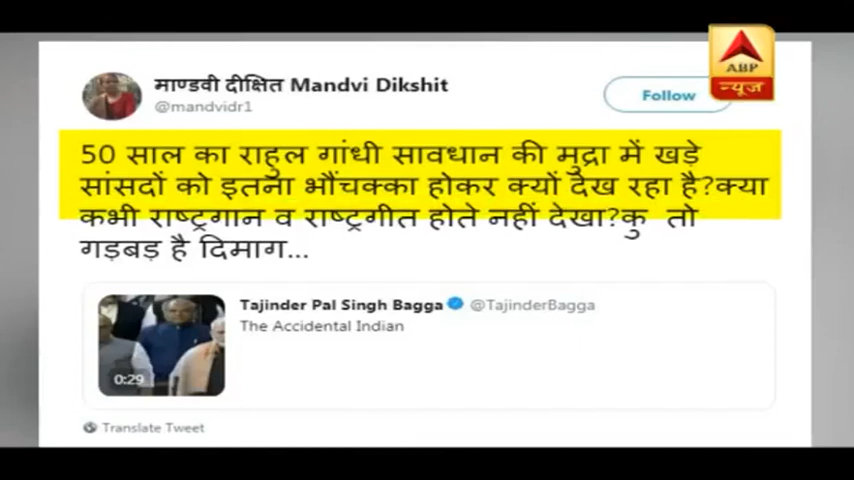 ABP
न्यूज़
माण्डवी दीक्षित Mandvi Dikshit
@mandvidr1
Follow
50 साल का राहुल गांधी सावधान की मुद्रा में खड़े
सांसदों को इतना भौंचक्का होकर क्यों देख रहा है?क्या
कभी राष्ट्रगान व राष्ट्रगीत होते नहीं देखा?कु तो
गड़बड़ है दिमाग...
Tajinder Pal Singh Bagga @TajinderBagga
The Accidental Indian
0:29
Translate Tweet